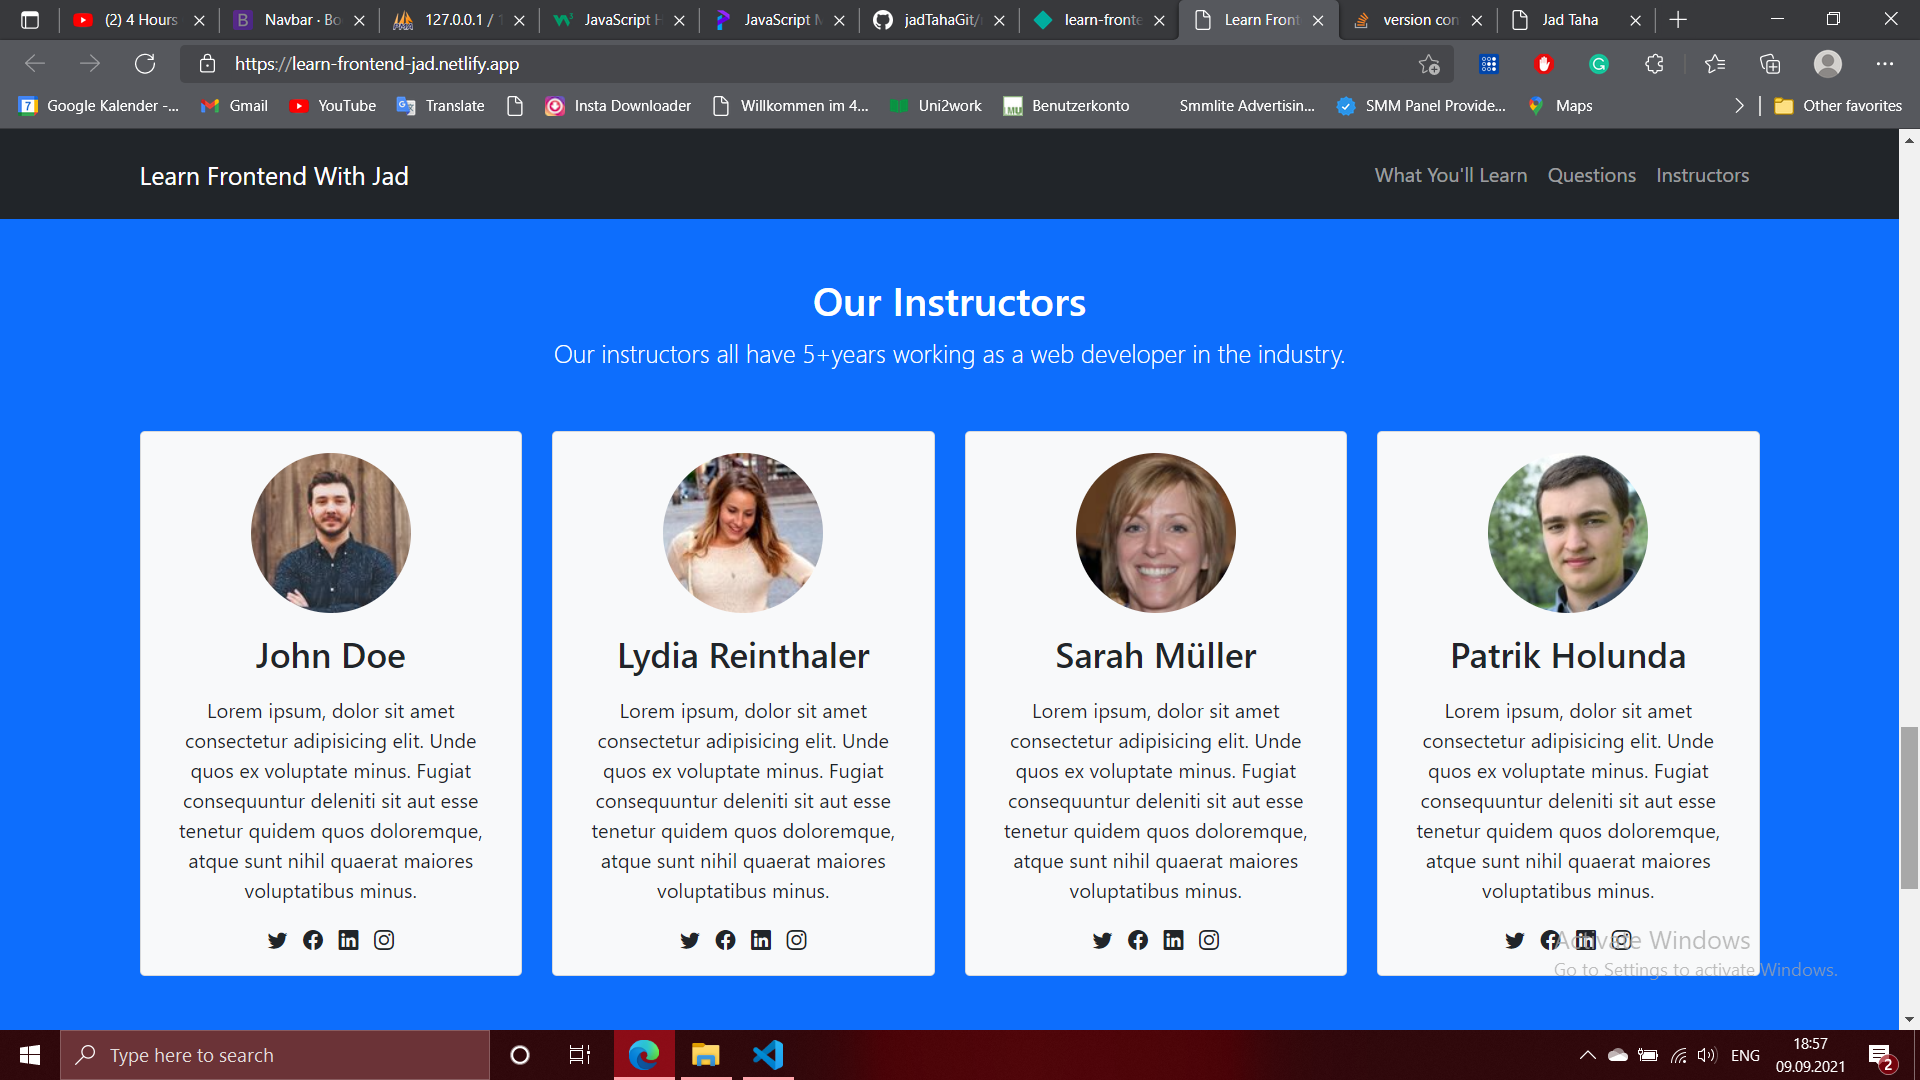 (2) 4 Hours
Navbar · Bo
127.0.0.1 /
JavaScript
JavaScript
jadTahaGit/
learn-fronte
Learn Front
version con
Jad Taha
https://learn-frontend-jad.netlify.app
Google Kalender -...
Gmail
YouTube
Translate
Insta Downloader
Willkommen im 4...
Uni2work
Benutzerkonto
Smmlite Advertisin...
SMM Panel Provide...
Maps
Other favorites
Learn Frontend With Jad
What You'll Learn Questions Instructors
Our Instructors
Our instructors all have 5+years working as a web developer in the industry.
John Doe
Lorem ipsum, dolor sit amet
consectetur adipisicing elit. Unde
quos ex voluptate minus. Fugiat
consequuntur deleniti sit aut esse
tenetur quidem quos doloremque,
atque sunt nihil quaerat maiores
voluptatibus minus.
Lydia Reinthaler
Lorem ipsum, dolor sit amet
consectetur adipisicing elit. Unde
quos ex voluptate minus. Fugiat
consequuntur deleniti sit aut esse
tenetur quidem quos doloremque,
atque sunt nihil quaerat maiores
voluptatibus minus.
Sarah Müller
Lorem ipsum, dolor sit amet
consectetur adipisicing elit. Unde
quos ex voluptate minus. Fugiat
consequuntur deleniti sit aut esse
tenetur quidem quos doloremque,
atque sunt nihil quaerat maiores
voluptatibus minus.
Patrik Holunda
Lorem ipsum, dolor sit amet
consectetur adipisicing elit. Unde
quos ex voluptate minus. Fugiat
consequuntur deleniti sit aut esse
tenetur quidem quos doloremque,
atque sunt nihil quaerat maiores
voluptatibus minus.
Activate Windows
Go to Settings to activate Windows.
Type here to search
ENG
18:57
09.09.2021
2